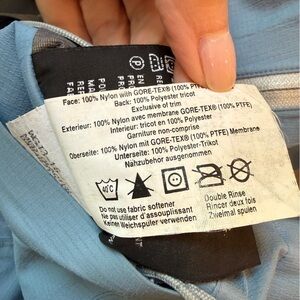 Face: 100% Nylon with GORE-TEX® (100% PTFE)
Back: 100% Polyester tricot
Exclusive of trim
Exterieur: 100% Nylon avec membrane GORE-TEX® (100% PTFE)
Interieur: tricot en 100% Polyester
Garniture non-comprise
Oberseite: 100% Nylon mit GORE-TEX® (100% PTFE) Membrane
Unterseite: 100% Polyester-Trikot
Nahzubehör ausgenommen
40°C
Do not use fabric softener
Ne pas utiliser d'assouplissant
Keinen Weichspuler verwenden
Double Rinse
Rincer deux fois
Zweimal spulen